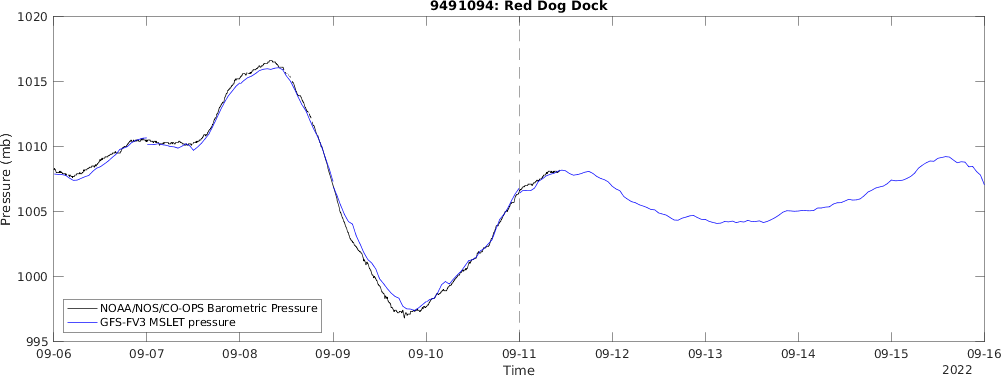 9491094: Red Dog Dock
1020
1015
1010
1005
1000
995
Pressure (mb)
NOAA/NOS/CO-OPS Barometric Pressure
GFS-FV3 MSLET pressure
09-06 09-07 09-08 09-09 09-10 09-11 09-12 09-13 09-14 09-15 09-16
Time
2022